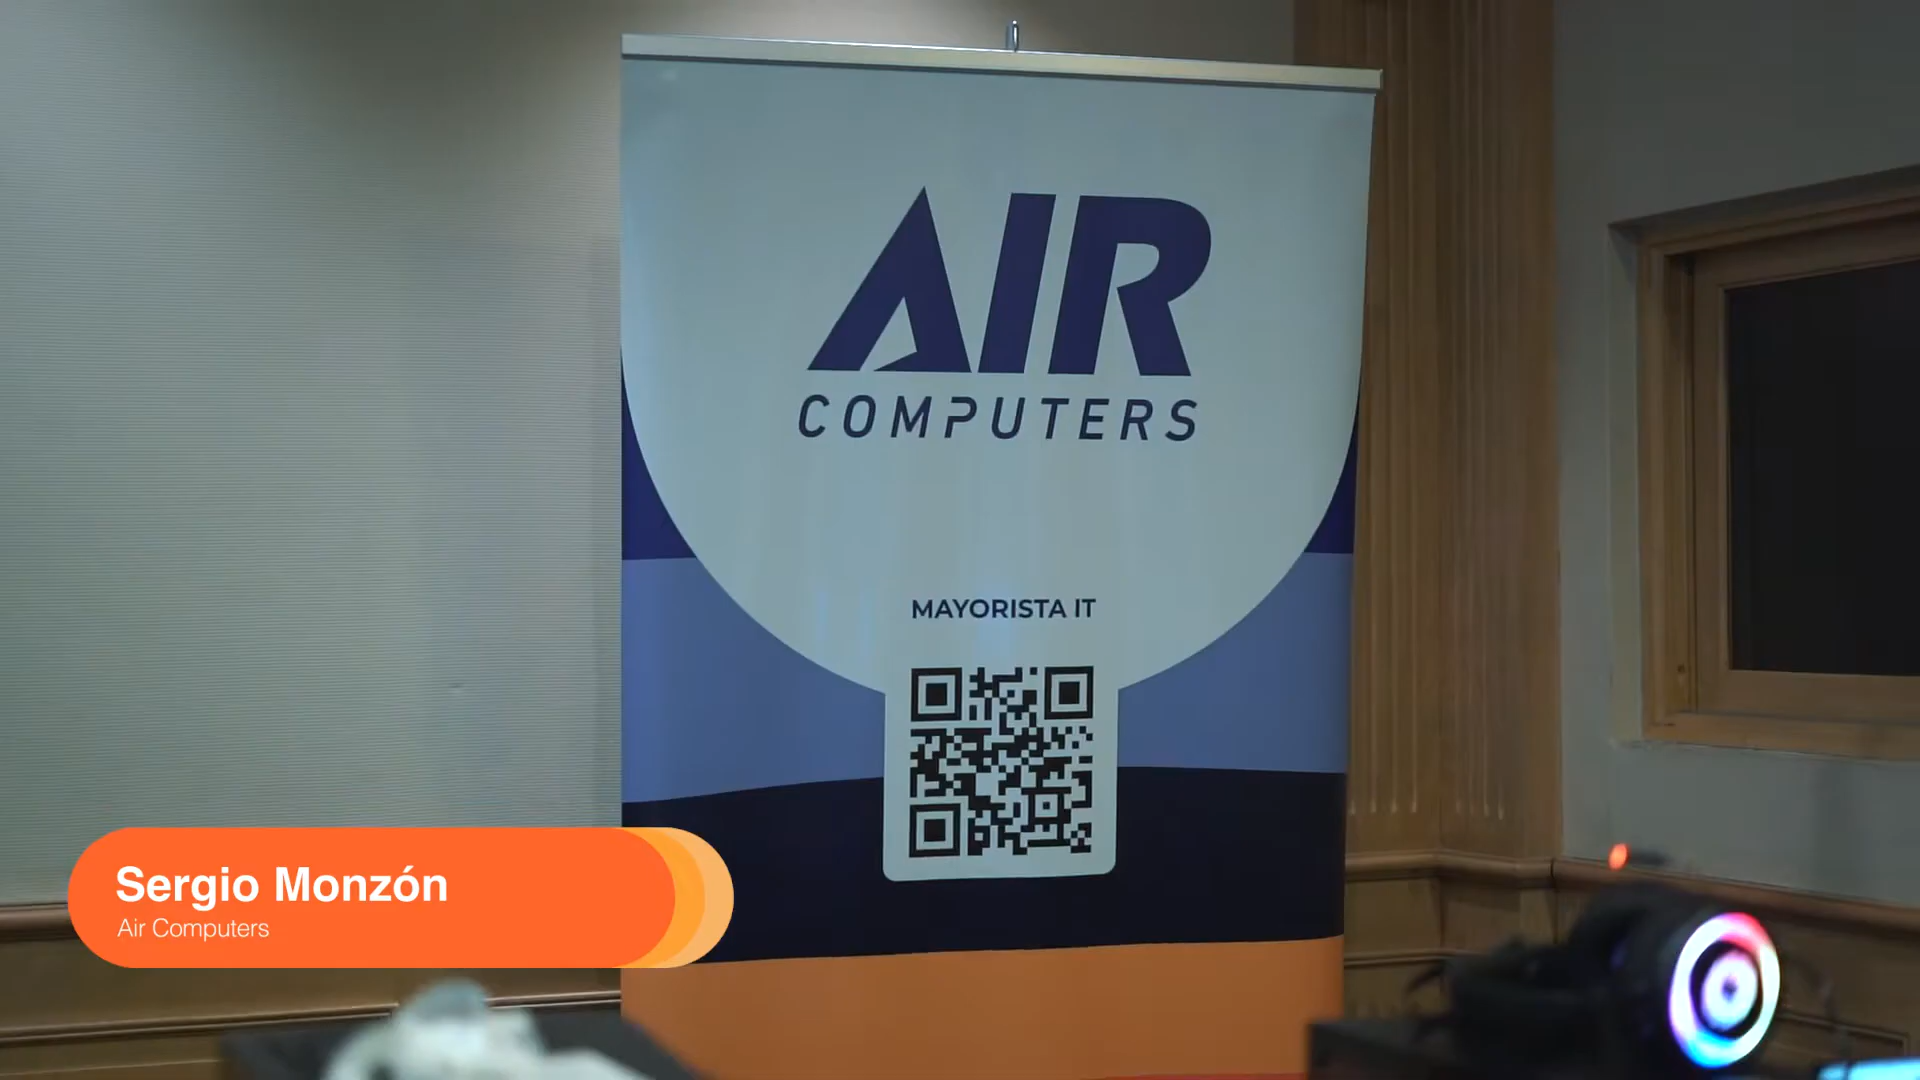 AIR
COMPUTERS
MAYORISTA IT
Sergio Monzón
Air Computers